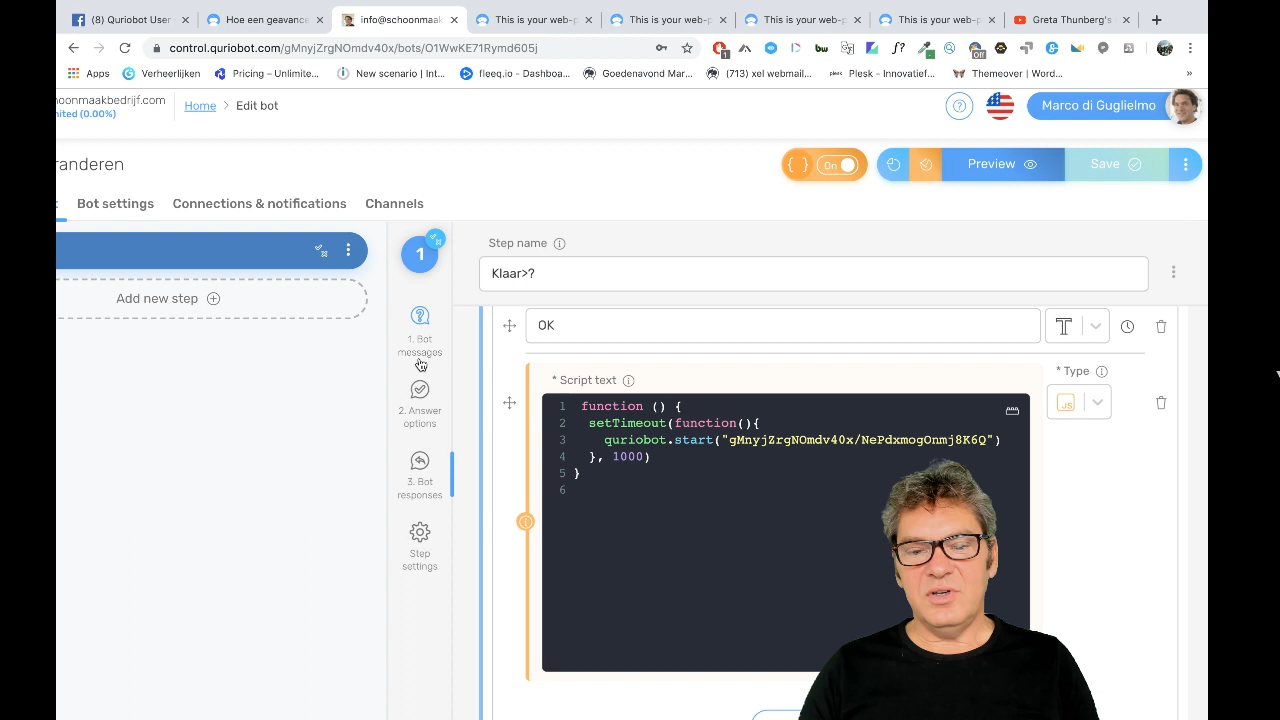 (8) Quriobot User
Hoe een geavance
info@schoonmaak
This is your web-p
This is your web-p
This is your web-p
This is your web-p
Greta Thunberg's
control.quriobot.com/gMnyjZrgNOmdv40x/bots/O1WwKE71Rymd605j
Apps
Verheerlijken
Pricing – Unlimite...
New scenario | Int...
fleeq.io - Dashboa...
Goedenavond Mar...
(713) xel webmail...
Plesk - Innovatief...
Themeover | Word...
»
hoonmaakbedrijf.com
mited (0.00%)
Home > Edit bot
Marco di Guglielmo
randeren
{ } On
Preview
Save
Bot settings
Connections & notifications
Channels
1
Add new step
1. Bot
messages
2. Answer
options
3. Bot
responses
Step
settings
Step name
Klaar>?
OK
* Script text
* Type
JS
1 function () {
2 setTimeout(function(){
3 quriobot.start("gMnyjZrgNOmdv40x/NePdxmogOnmj8K6Q")
4 }, 1000)
5 }
6